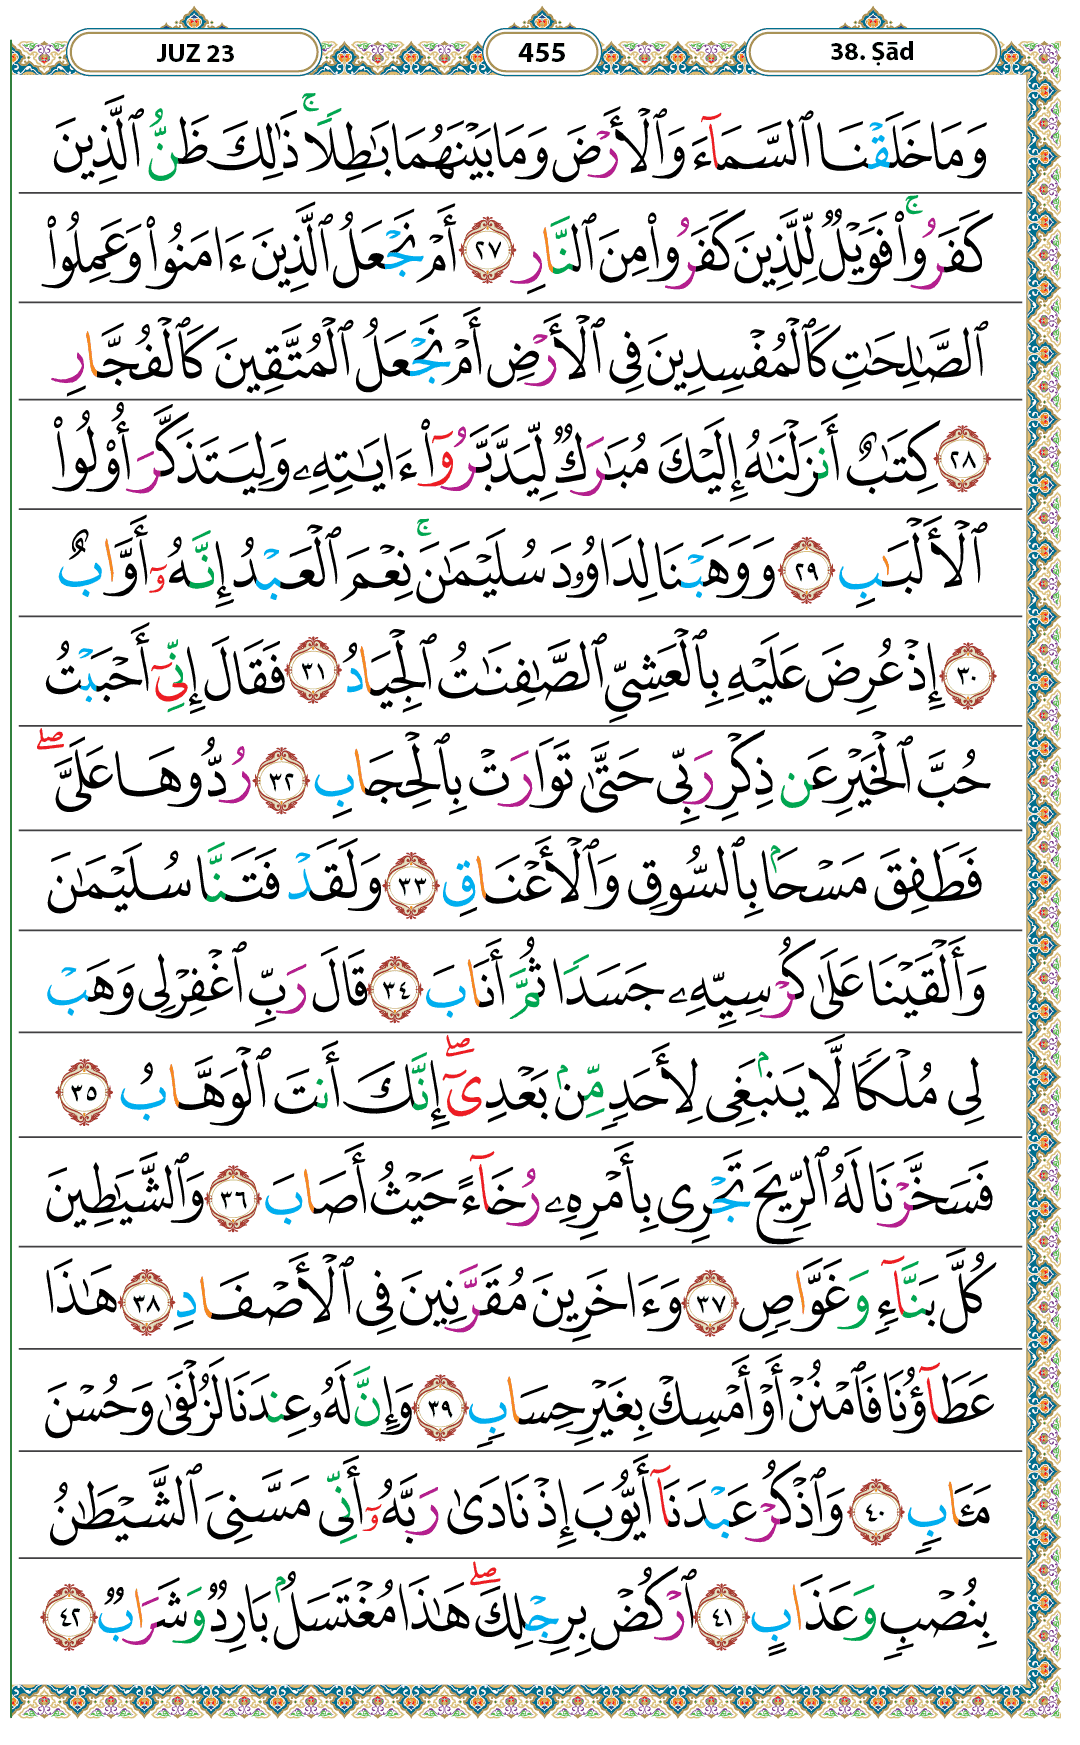 JUZ 23 455 38. Ṣād
وَمَا خَلَقْنَا ٱلسَّمَآءَ وَٱلْأَرْضَ وَمَا بَيْنَهُمَا بَٰطِلًا ۚ ذَٰلِكَ ظَنُّ ٱلَّذِينَ
كَفَرُوا۟ ۚ فَوَيْلٌ لِّلَّذِينَ كَفَرُوا۟ مِنَ ٱلنَّارِ ٢٧ أَمْ نَجْعَلُ ٱلَّذِينَ ءَامَنُوا۟ وَعَمِلُوا۟
ٱلصَّٰلِحَٰتِ كَٱلْمُفْسِدِينَ فِى ٱلْأَرْضِ أَمْ نَجْعَلُ ٱلْمُتَّقِينَ كَٱلْفُجَّارِ
٢٨ كِتَٰبٌ أَنزَلْنَٰهُ إِلَيْكَ مُبَٰرَكٌ لِّيَدَّبَّرُوٓا۟ ءَايَٰتِهِۦ وَلِيَتَذَكَّرَ أُو۟لُوا۟
ٱلْأَلْبَٰبِ ٢٩ وَوَهَبْنَا لِدَاوُۥدَ سُلَيْمَٰنَ ۚ نِعْمَ ٱلْعَبْدُ إِنَّهُۥٓ أَوَّابٌ
٣٠ إِذْ عُرِضَ عَلَيْهِ بِٱلْعَشِىِّ ٱلصَّٰفِنَٰتُ ٱلْجِيَادُ ٣١ فَقَالَ إِنِّىٓ أَحْبَبْتُ
حُبَّ ٱلْخَيْرِ عَن ذِكْرِ رَبِّى حَتَّىٰ تَوَارَتْ بِٱلْحِجَابِ ٣٢ رُدُّوهَا عَلَىَّ ۖ
فَطَفِقَ مَسْحًۢا بِٱلسُّوقِ وَٱلْأَعْنَاقِ ٣٣ وَلَقَدْ فَتَنَّا سُلَيْمَٰنَ
وَأَلْقَيْنَا عَلَىٰ كُرْسِيِّهِۦ جَسَدًا ثُمَّ أَنَابَ ٣٤ قَالَ رَبِّ ٱغْفِرْ لِى وَهَبْ
لِى مُلْكًا لَّا يَنۢبَغِى لِأَحَدٍ مِّنۢ بَعْدِىٓ ۖ إِنَّكَ أَنتَ ٱلْوَهَّابُ ٣٥
فَسَخَّرْنَا لَهُ ٱلرِّيحَ تَجْرِى بِأَمْرِهِۦ رُخَآءً حَيْثُ أَصَابَ ٣٦ وَٱلشَّيَٰطِينَ
كُلَّ بَنَّآءٍ وَغَوَّاصٍ ٣٧ وَءَاخَرِينَ مُقَرَّنِينَ فِى ٱلْأَصْفَادِ ٣٨ هَٰذَا
عَطَآؤُنَا فَٱمْنُنْ أَوْ أَمْسِكْ بِغَيْرِ حِسَابٍ ٣٩ وَإِنَّ لَهُۥ عِندَنَا لَزُلْفَىٰ وَحُسْنَ
مَـَٔابٍ ٤٠ وَٱذْكُرْ عَبْدَنَآ أَيُّوبَ إِذْ نَادَىٰ رَبَّهُۥٓ أَنِّى مَسَّنِىَ ٱلشَّيْطَٰنُ
بِنُصْبٍ وَعَذَابٍ ٤١ ٱرْكُضْ بِرِجْلِكَ ۖ هَٰذَا مُغْتَسَلٌۢ بَارِدٌ وَشَرَابٌ ٤٢